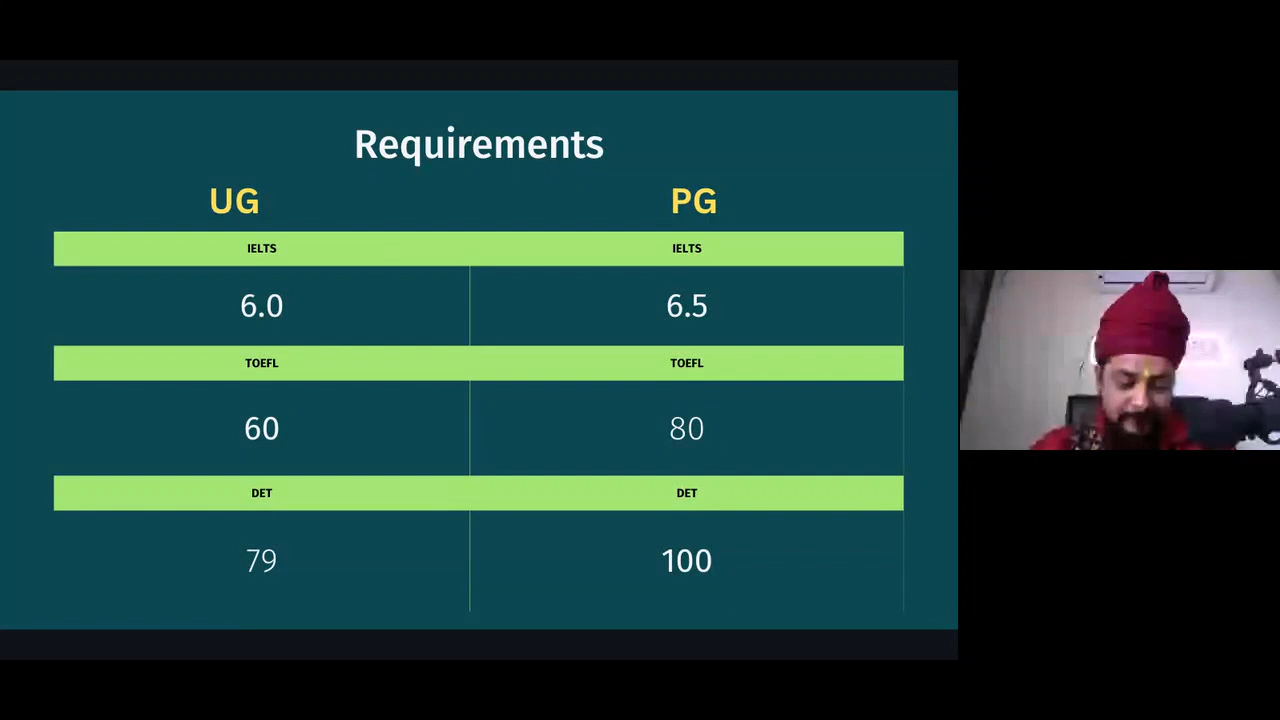 Requirements
UG PG
IELTS IELTS
6.0 6.5
TOEFL TOEFL
60 80
DET DET
79 100